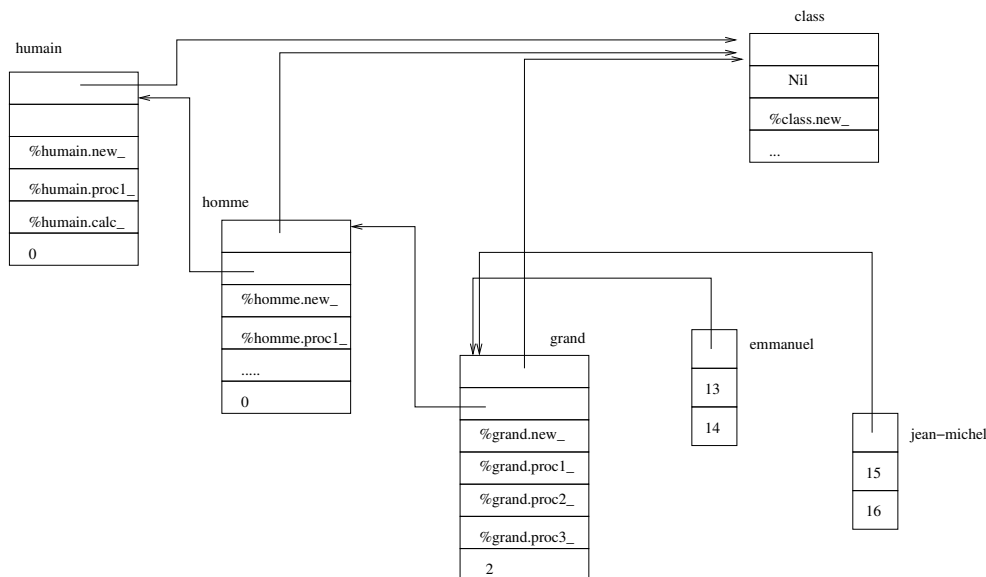 class
humain
Nil
%class.new_
...
%humain.new_
%humain.proc1_
%humain.calc_
0
homme
%homme.new_
%homme.proc1_
.....
0
grand
%grand.new_
%grand.proc1_
%grand.proc2_
%grand.proc3_
2
emmanuel
13
14
jean−michel
15
16